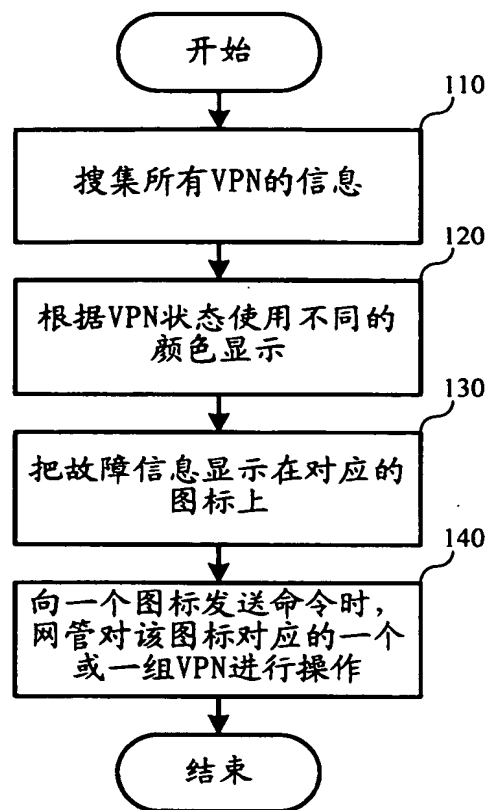 开始
110
搜集所有VPN的信息
120
根据VPN状态使用不同的
颜色显示
130
把故障信息显示在对应的
图标上
140
向一个图标发送命令时，
网管对该图标对应的一个
或一组VPN进行操作
结束